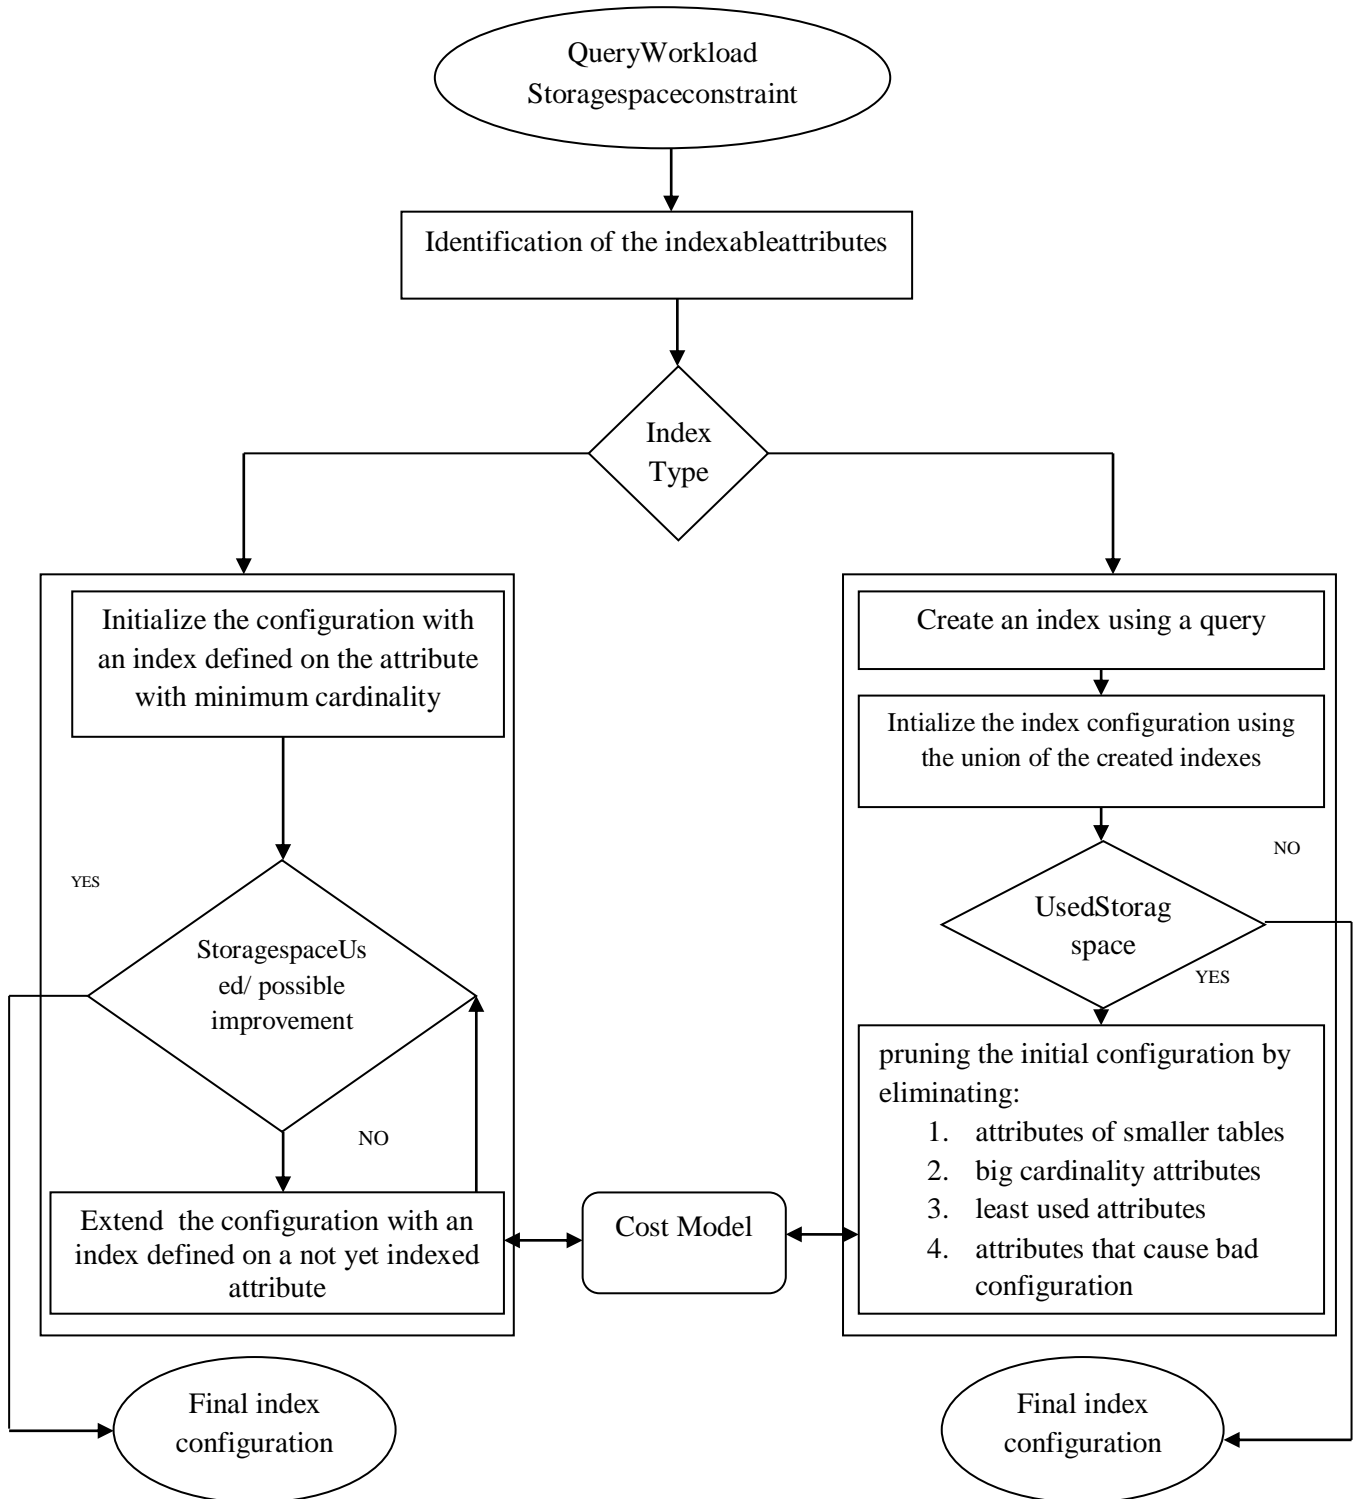 QueryWorkload
Storagespaceconstraint
Identification of the indexableattributes
Index
Type
Initialize the configuration with
an index defined on the attribute
with minimum cardinality
YES
StoragespaceUs
ed/ possible
improvement
NO
Extend the configuration with an
index defined on a not yet indexed
attribute
Final index
configuration
Cost Model
Create an index using a query
Intialize the index configuration using
the union of the created indexes
NO
UsedStorag
space
YES
pruning the initial configuration by
eliminating:
1. attributes of smaller tables
2. big cardinality attributes
3. least used attributes
4. attributes that cause bad
configuration
Final index
configuration